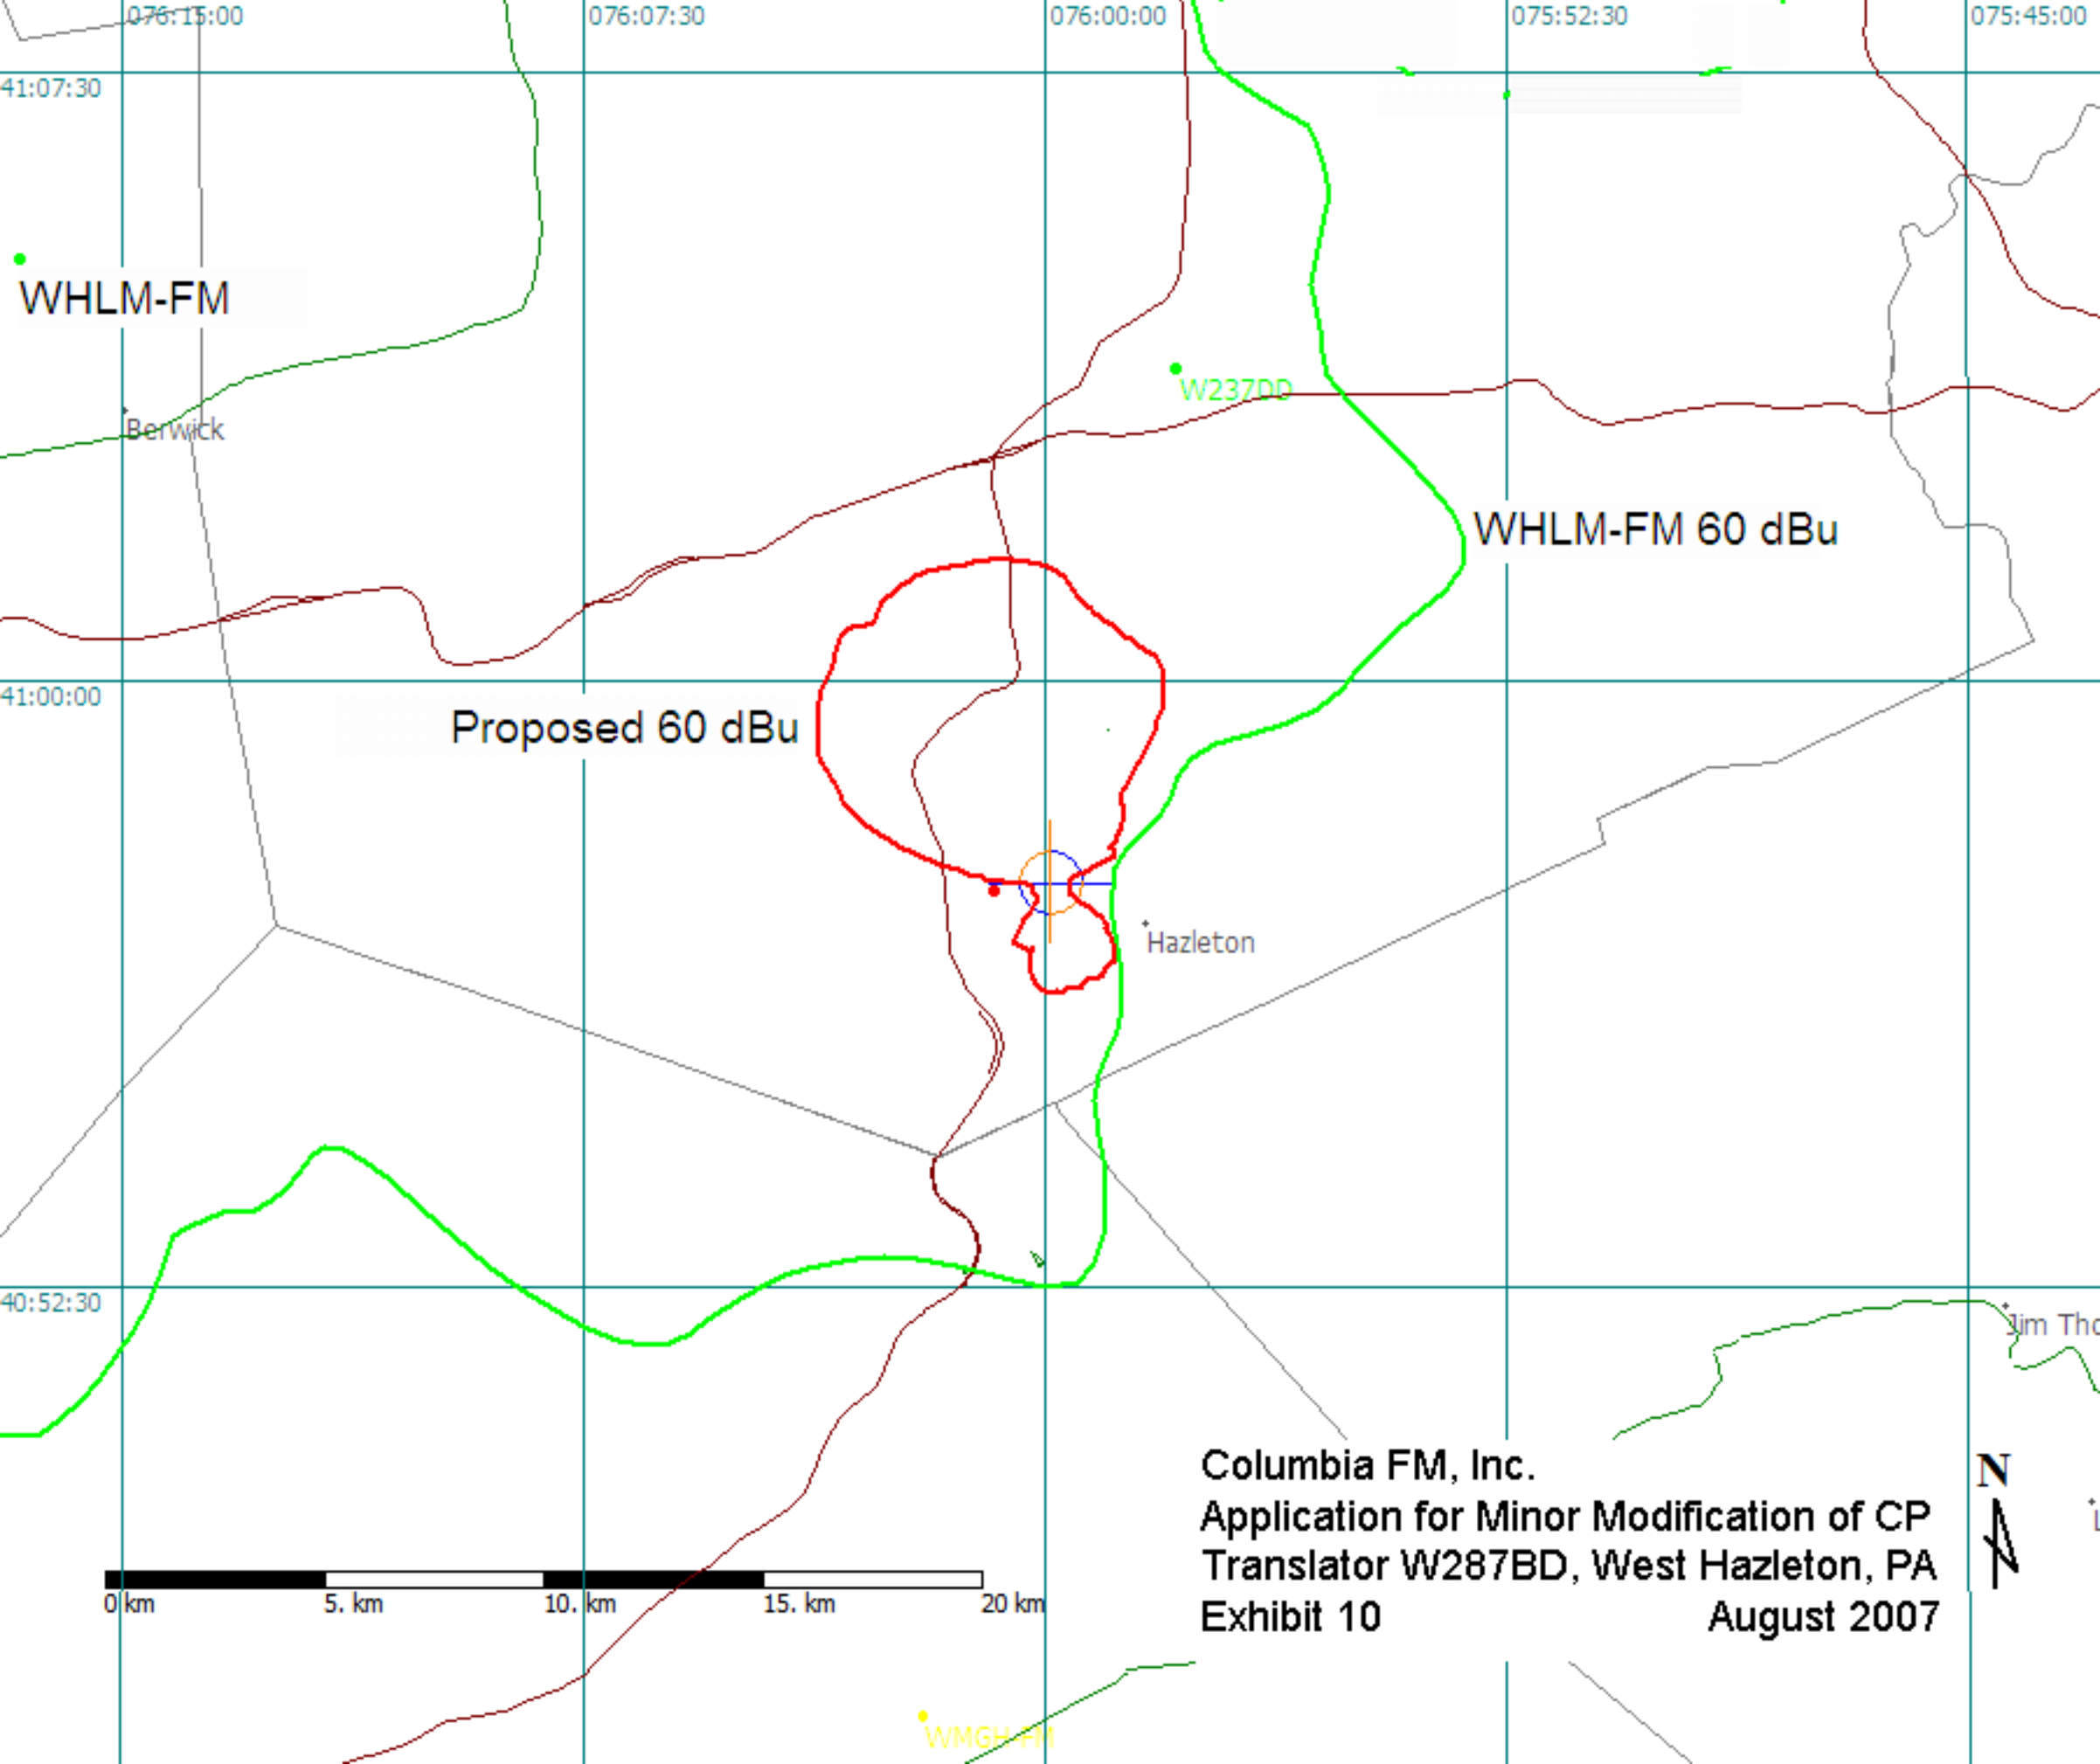 076:15:00
076:07:30
076:00:00
075:52:30
075:45:00
41:07:30
WHLM-FM
W237DD
Berwick
WHLM-FM 60 dBu
41:00:00
Proposed 60 dBu
Hazleton
40:52:30
Jim Tho
Columbia FM, Inc.
Application for Minor Modification of CP
Translator W287BD, West Hazleton, PA
Exhibit 10 August 2007
N
L
0 km 5. km 10. km 15. km 20 km
WMGH-FM